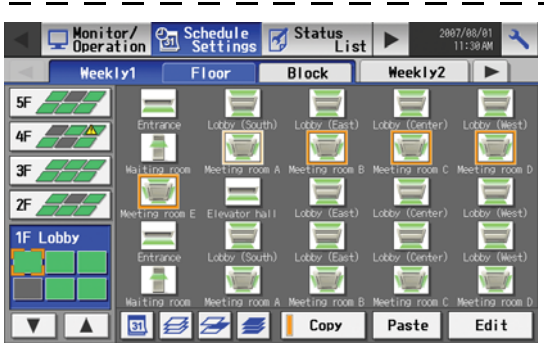 Monitor/ Operation
Schedule Settings
Status List
2007/08/01
11:30 AM
Weekly1
Floor
Block
Weekly2
5F
4F
3F
2F
1F Lobby
Entrance
Lobby (South)
Lobby (East)
Lobby (Center)
Lobby (West)
Waiting room
Meeting room A
Meeting room B
Meeting room C
Meeting room D
Meeting room E
Elevator hall
Lobby (East)
Lobby (Center)
Lobby (West)
Entrance
Lobby (South)
Lobby (East)
Lobby (Center)
Lobby (West)
Waiting room
Meeting room A
Meeting room B
Meeting room C
Meeting room D
31
Copy
Paste
Edit